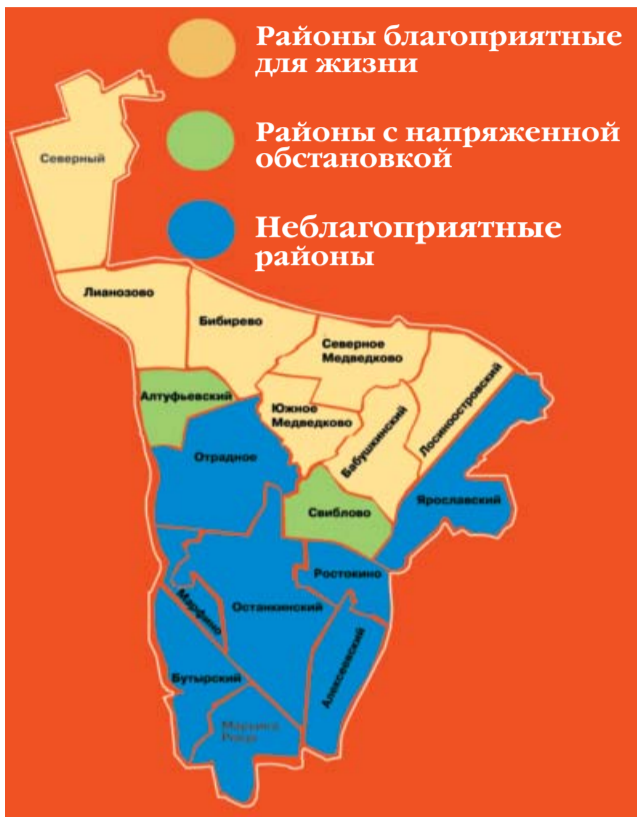 Районы благоприятные
для жизни
Районы с напряженной
обстановкой
Неблагоприятные
районы
Северный
Лианозово
Бибирево
Северное
Медведково
Алтуфьевский
Южное
Медведково
Бабушкинский
Лосиноостровский
Отрадное
Ярославский
Свиблово
Ростокино
Марфино
Останкинский
Алексеевский
Бутырский
Марьина
Роща